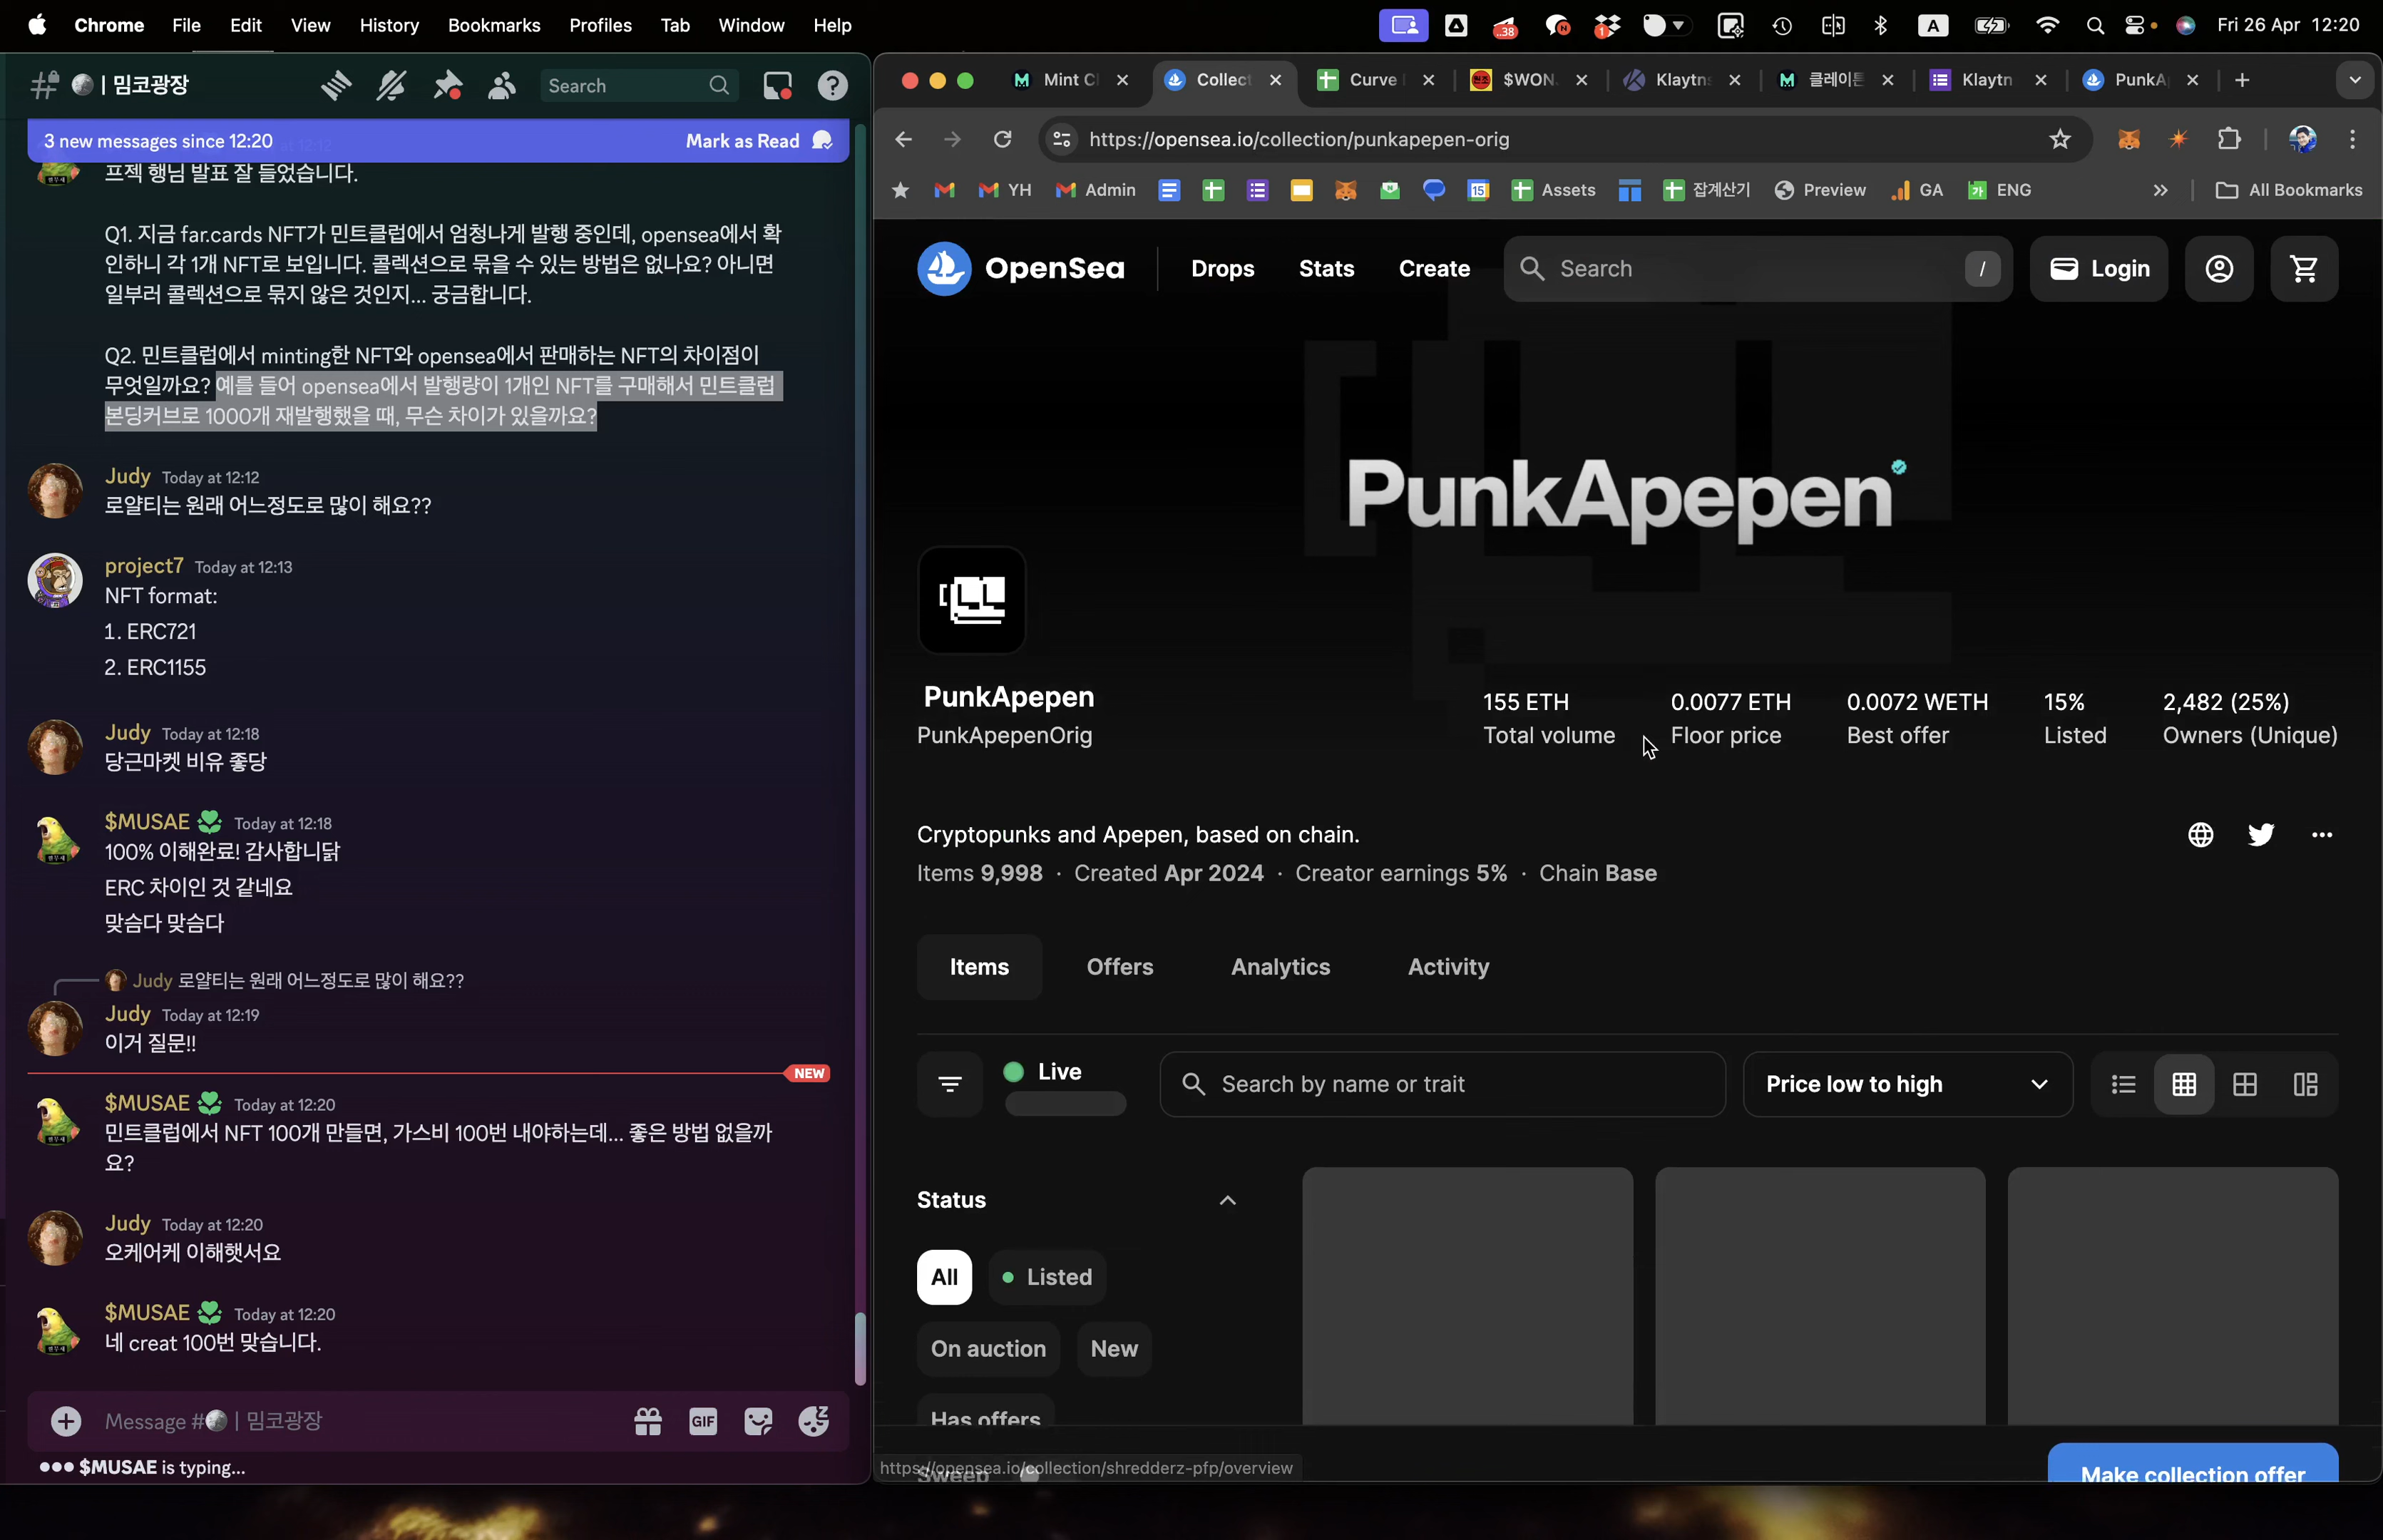 Chrome File Edit View History Bookmarks Profiles Tab Window Help
38 N 1 A Fri 26 Apr 12:20
| 밈코광장 Search
3 new messages since 12:20 Mark as Read
프젝 행님 발표 잘 들었습니다.
Q1. 지금 far.cards NFT가 민트클럽에서 엄청나게 발행 중인데, opensea에서 확
인하니 각 1개 NFT로 보입니다. 콜렉션으로 묶을 수 있는 방법은 없나요? 아니면
일부러 콜렉션으로 묶지 않은 것인지... 궁금합니다.
Q2. 민트클럽에서 minting한 NFT와 opensea에서 판매하는 NFT의 차이점이
무엇일까요? 예를 들어 opensea에서 발행량이 1개인 NFT를 구매해서 민트클럽
본딩커브로 1000개 재발행했을 때, 무슨 차이가 있을까요?
Judy Today at 12:12
로얄티는 원래 어느정도로 많이 해요??
project7 Today at 12:13
NFT format:
1. ERC721
2. ERC1155
Judy Today at 12:18
당근마켓 비유 좋당
$MUSAE Today at 12:18
100% 이해완료! 감사합니닭
ERC 차이인 것 같네요
맞슴다 맞슴다
Judy 로얄티는 원래 어느정도로 많이 해요??
Judy Today at 12:19
이거 질문!!
NEW
$MUSAE Today at 12:20
민트클럽에서 NFT 100개 만들면, 가스비 100번 내야하는데... 좋은 방법 없을까
요?
Judy Today at 12:20
오케어케 이해햇서요
$MUSAE Today at 12:20
네 creat 100번 맞습니다.
Message # | 밈코광장 GIF
$MUSAE is typing...
Mint Cl Collect Curve $WON Klaytn 클레이튼 Klaytn PunkA
https://opensea.io/collection/punkapepen-orig
YH Admin 15 Assets 잡계산기 Preview GA ENG All Bookmarks
OpenSea Drops Stats Create Search / Login
PunkApepen
PunkApepen
PunkApepenOrig
155 ETH 0.0077 ETH 0.0072 WETH 15% 2,482 (25%)
Total volume Floor price Best offer Listed Owners (Unique)
Cryptopunks and Apepen, based on chain.
Items 9,998 · Created Apr 2024 · Creator earnings 5% · Chain Base
Items Offers Analytics Activity
Live Search by name or trait Price low to high
Status
All Listed
On auction New
Has offers
Sweep
https://opensea.io/collection/shredderz-pfp/overview
Make collection offer